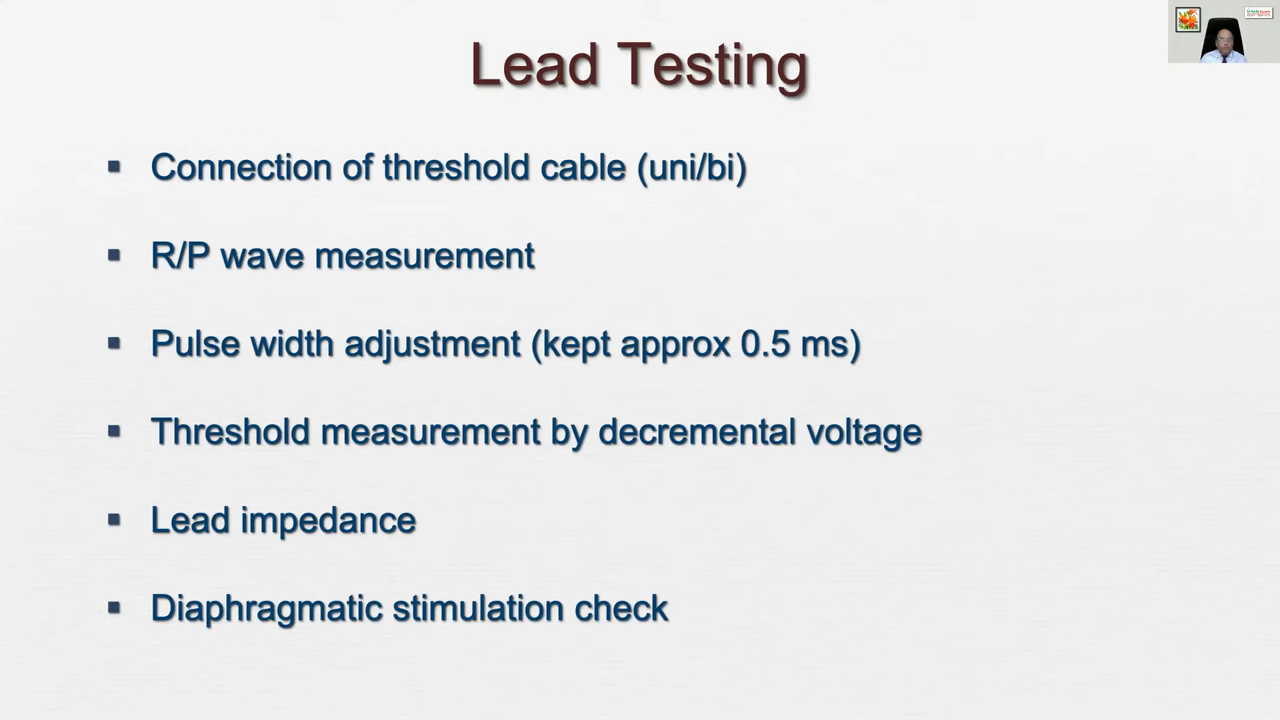 Lead Testing
▪ Connection of threshold cable (uni/bi)
▪ R/P wave measurement
▪ Pulse width adjustment (kept approx 0.5 ms)
▪ Threshold measurement by decremental voltage
▪ Lead impedance
▪ Diaphragmatic stimulation check